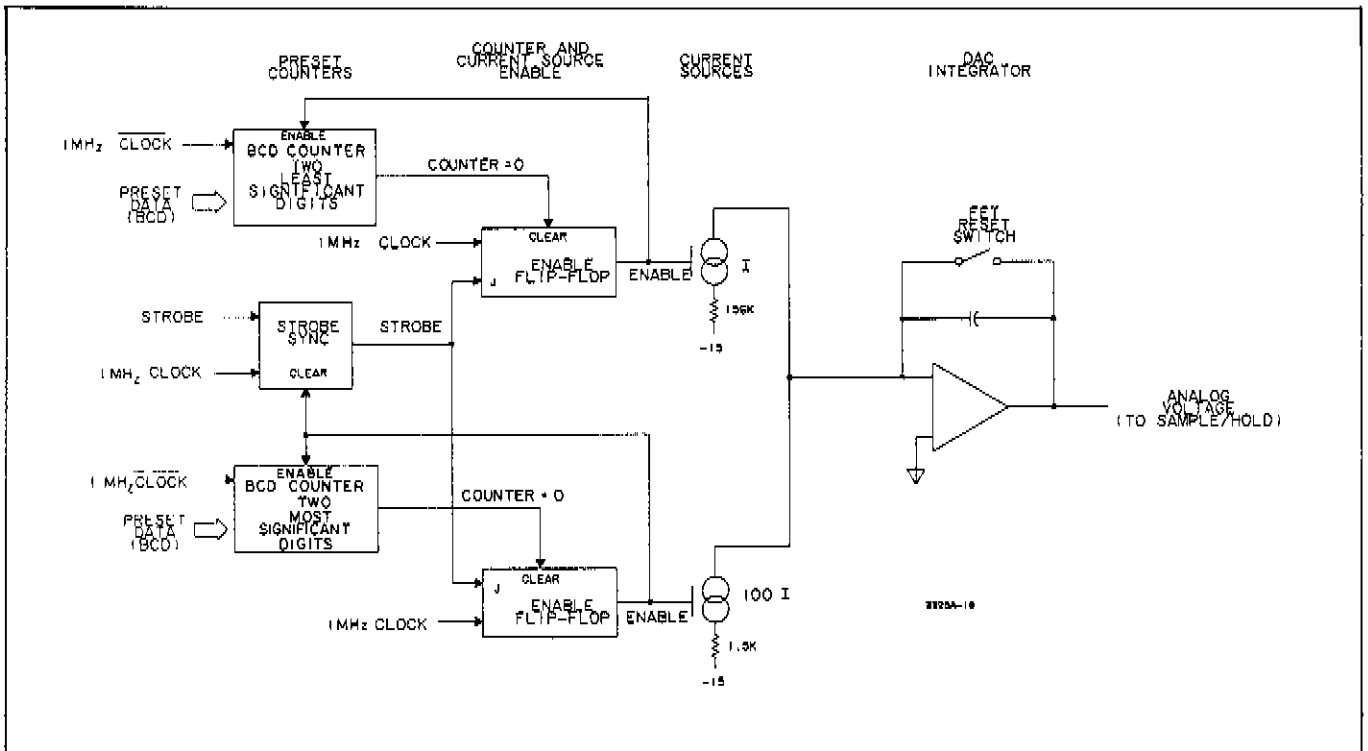 PRESET
COUNTERS
COUNTER AND
CURRENT SOURCE
ENABLE
CURRENT
SOURCES
DAC
INTEGRATOR
1MHz CLOCK
ENABLE
BCD COUNTER
TWO
LEAST
SIGNIFICANT
DIGITS
PRESET
DATA
(BCD)
COUNTER =0
1MHz CLOCK
CLEAR
J
ENABLE
FLIP-FLOP
ENABLE
I
156K
-15
FET
RESET
SWITCH
STROBE
STROBE
SYNC
STROBE
1MHz CLOCK
CLEAR
ANALOG
VOLTAGE
(TO SAMPLE/HOLD)
1 MHz CLOCK
ENABLE
BCD COUNTER
TWO
MOST
SIGNIFICANT
DIGITS
PRESET
DATA
(BCD)
COUNTER = 0
J
CLEAR
ENABLE
FLIP-FLOP
1MHz CLOCK
ENABLE
100 I
1.5K
-15